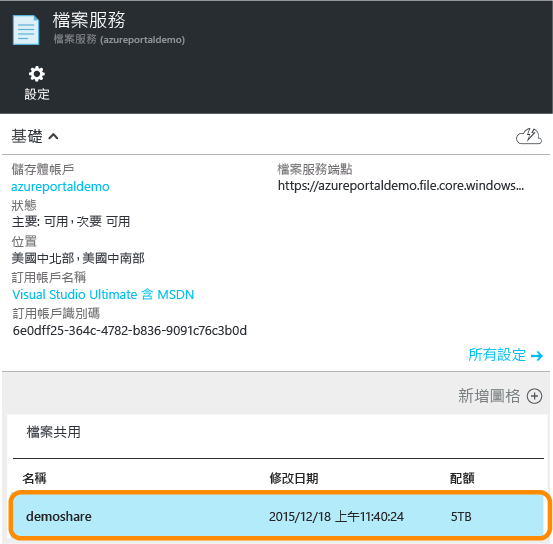 檔案服務
檔案服務 (azureportaldemo)
設定
基礎
儲存體帳戶
azureportaldemo
檔案服務端點
https://azureportaldemo.file.core.windows...
狀態
主要: 可用，次要 可用
位置
美國中北部，美國中南部
訂用帳戶名稱
Visual Studio Ultimate 含 MSDN
訂用帳戶識別碼
6e0dff25-364c-4782-b836-9091c76c3b0d
所有設定
新增圖格
檔案共用
名稱 修改日期 配額
demoshare 2015/12/18 上午11:40:24 5TB